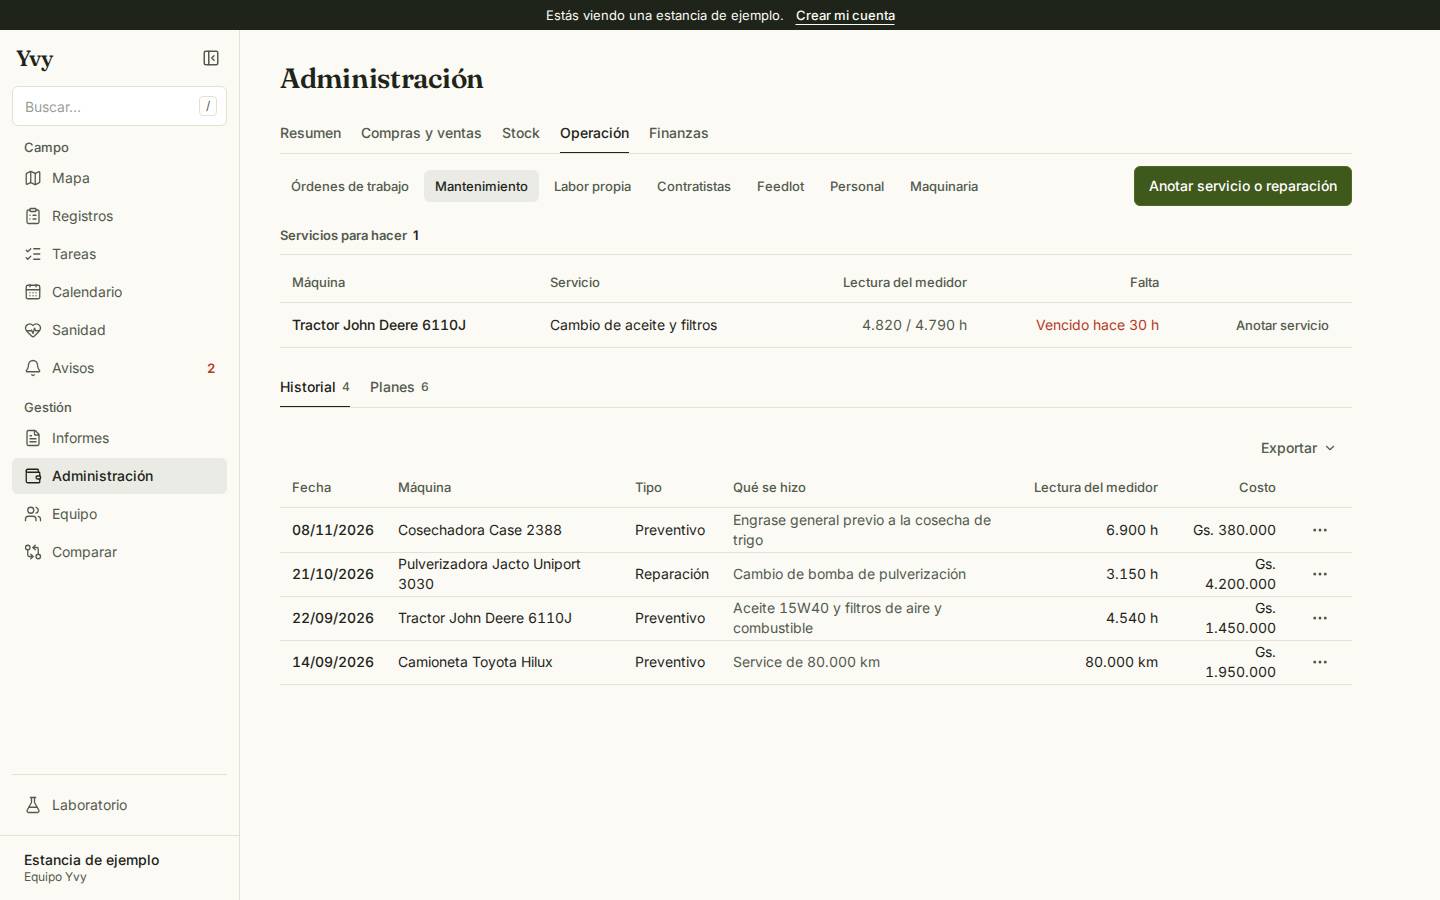 Estás viendo una estancia de ejemplo. Crear mi cuenta
Yvy
Buscar... /
Campo
Mapa
Registros
Tareas
Calendario
Sanidad
Avisos 2
Gestión
Informes
Administración
Equipo
Comparar
Laboratorio
Estancia de ejemplo
Equipo Yvy
Administración
Resumen Compras y ventas Stock Operación Finanzas
Órdenes de trabajo Mantenimiento Labor propia Contratistas Feedlot Personal Maquinaria Anotar servicio o reparación
Servicios para hacer 1
Máquina Servicio Lectura del medidor Falta
Tractor John Deere 6110J Cambio de aceite y filtros 4.820 / 4.790 h Vencido hace 30 h Anotar servicio
Historial 4 Planes 6
Exportar
Fecha Máquina Tipo Qué se hizo Lectura del medidor Costo
08/11/2026 Cosechadora Case 2388 Preventivo Engrase general previo a la cosecha de
trigo 6.900 h Gs. 380.000
21/10/2026 Pulverizadora Jacto Uniport
3030 Reparación Cambio de bomba de pulverización 3.150 h Gs.
4.200.000
22/09/2026 Tractor John Deere 6110J Preventivo Aceite 15W40 y filtros de aire y
combustible 4.540 h Gs.
1.450.000
14/09/2026 Camioneta Toyota Hilux Preventivo Service de 80.000 km 80.000 km Gs.
1.950.000